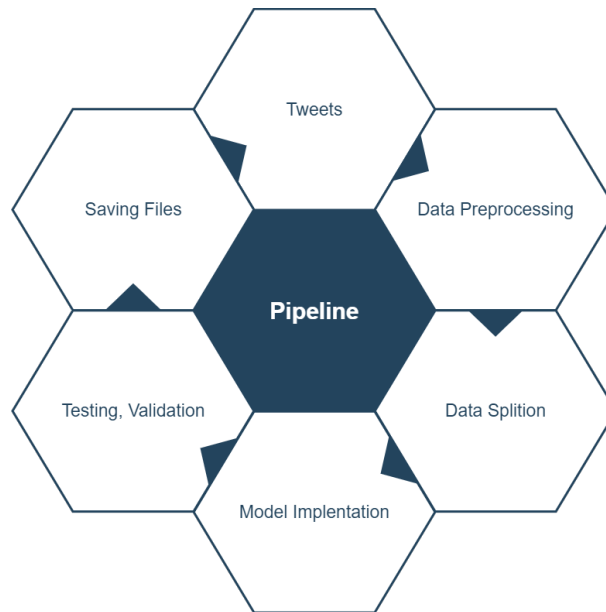 Tweets
Saving Files
Data Preprocessing
Pipeline
Testing, Validation
Data Splition
Model Implentation